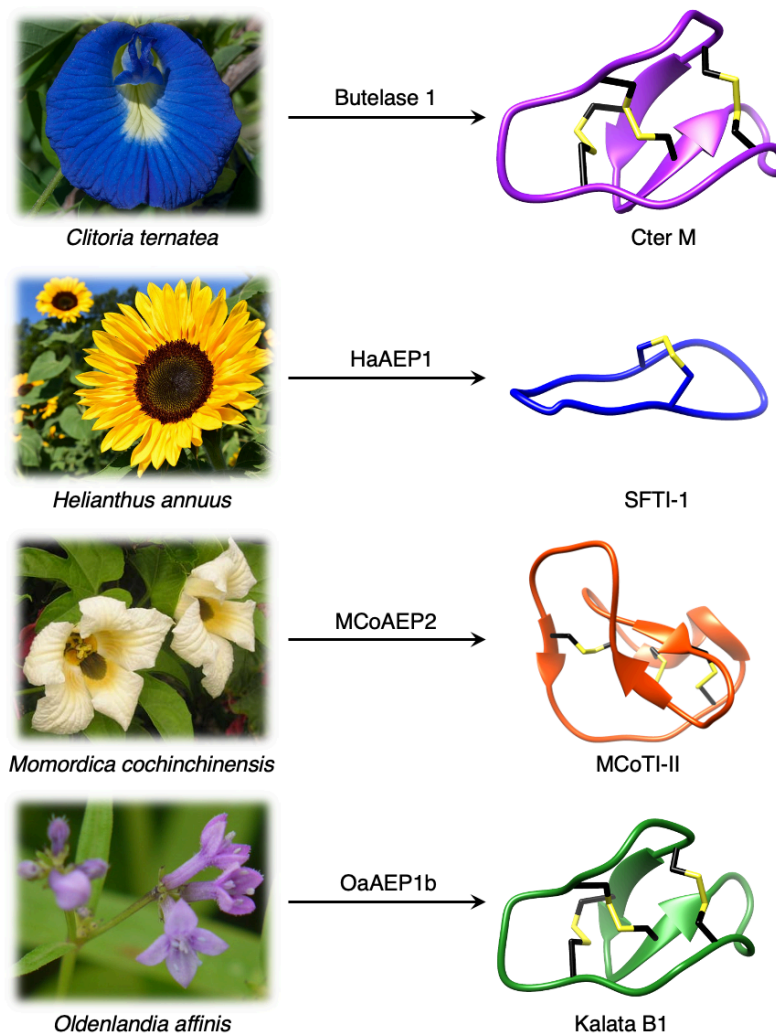 Butelase 1
Clitoria ternatea
Cter M
HaAEP1
Helianthus annuus
SFTI-1
MCoAEP2
Momordica cochinchinensis
MCoTI-II
OaAEP1b
Oldenlandia affinis
Kalata B1